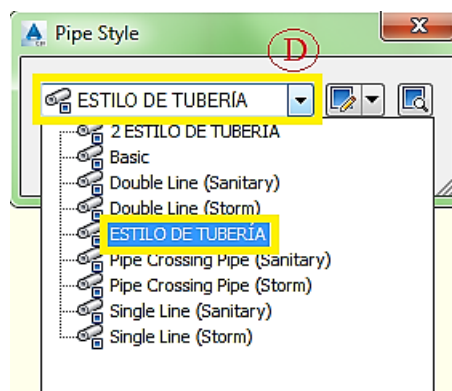 Pipe Style
D
ESTILO DE TUBERÍA
2 ESTILO DE TUBERIA
Basic
Double Line (Sanitary)
Double Line (Storm)
ESTILO DE TUBERÍA
Pipe Crossing Pipe (Sanitary)
Pipe Crossing Pipe (Storm)
Single Line (Sanitary)
Single Line (Storm)